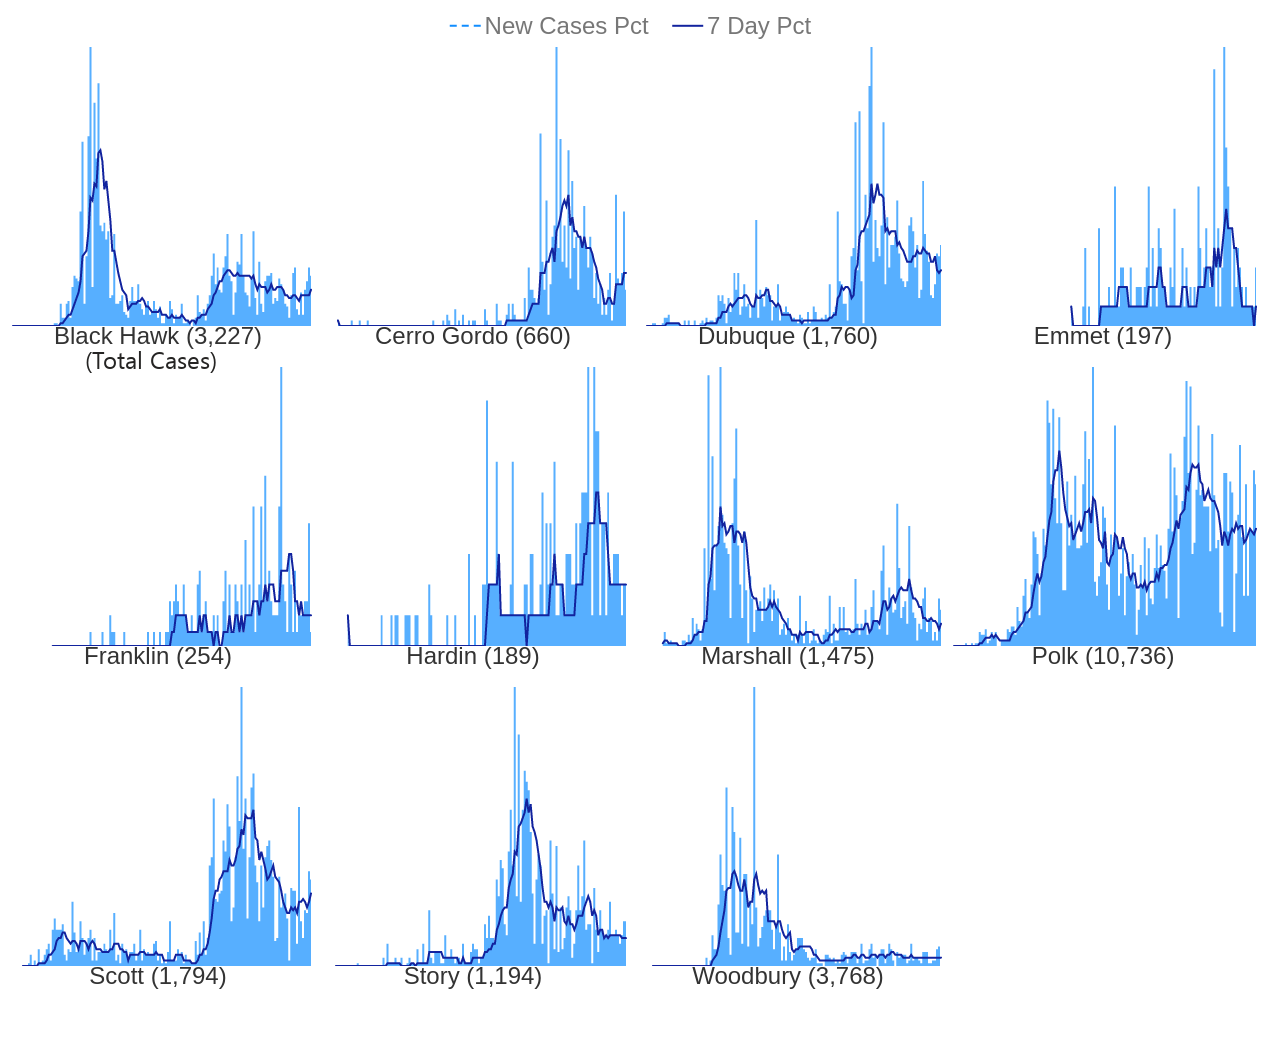 New Cases Pct 7 Day Pct
Black Hawk (3,227)
(Total Cases)
Cerro Gordo (660)
Dubuque (1,760)
Emmet (197)
Franklin (254)
Hardin (189)
Marshall (1,475)
Polk (10,736)
Scott (1,794)
Story (1,194)
Woodbury (3,768)